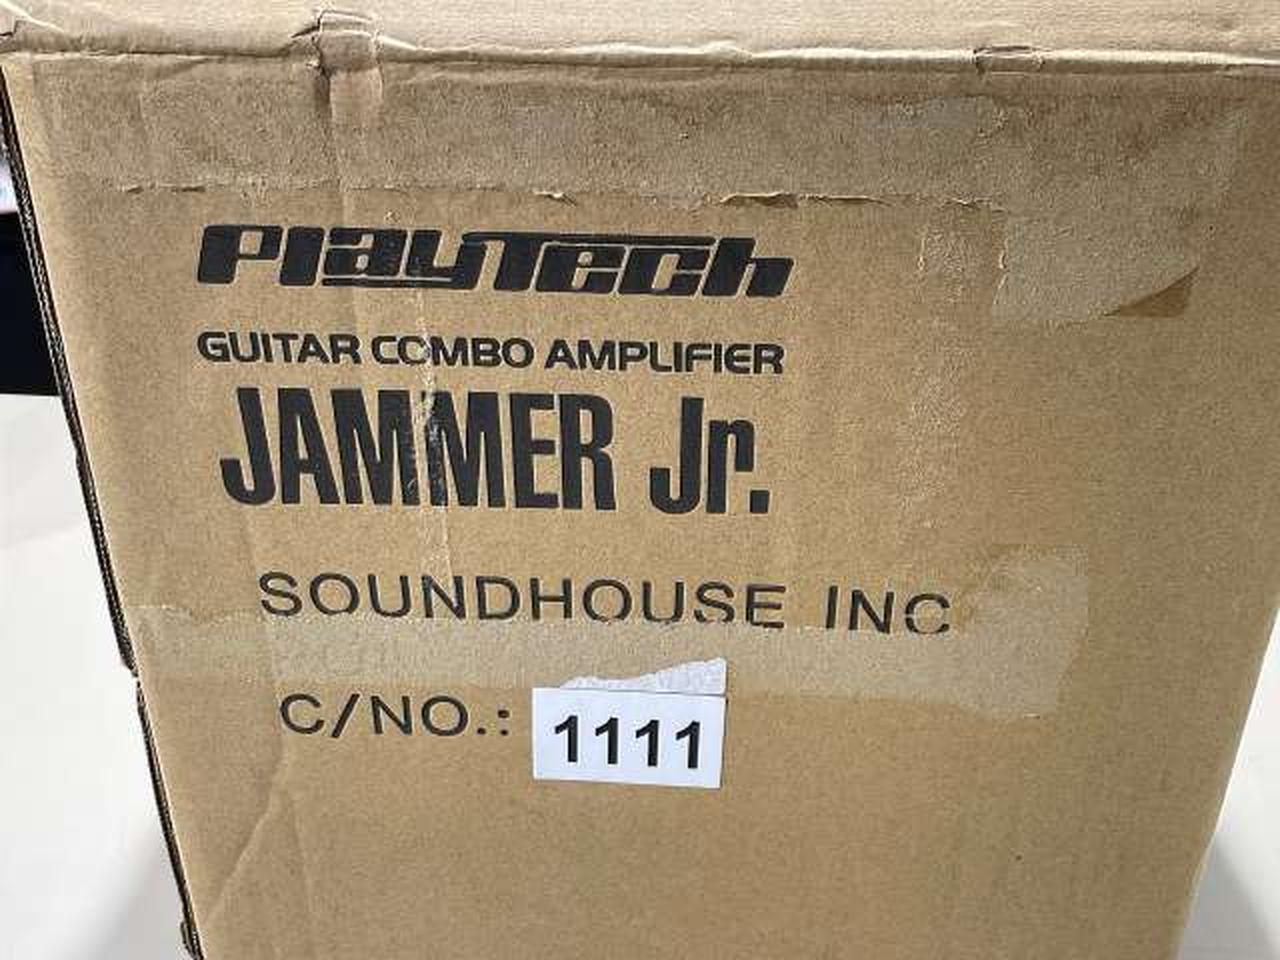 PLAYTECH
GUITAR COMBO AMPLIFIER
JAMMER Jr.
SOUNDHOUSE INC
C/NO.: 1111